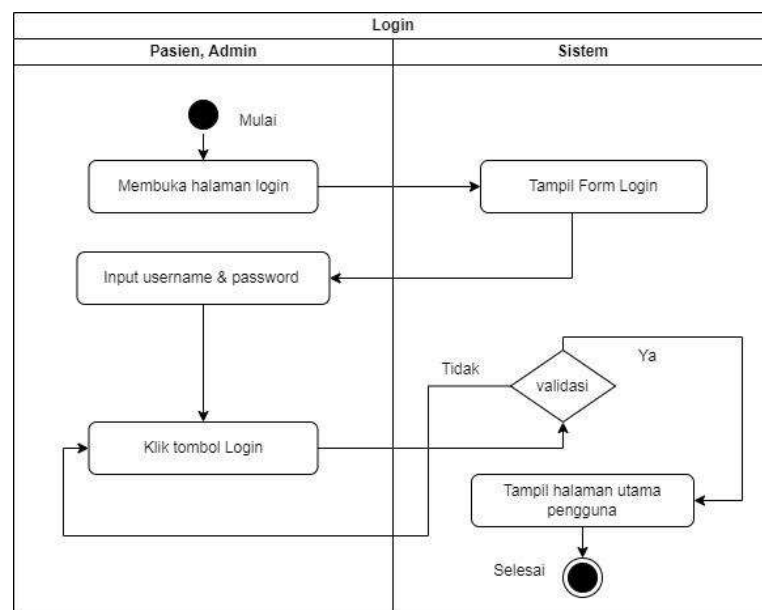 Login
Pasien, Admin
Sistem
Mulai
Membuka halaman login
Tampil Form Login
Input username & password
Tidak
validasi
Ya
Klik tombol Login
Tampil halaman utama
pengguna
Selesai